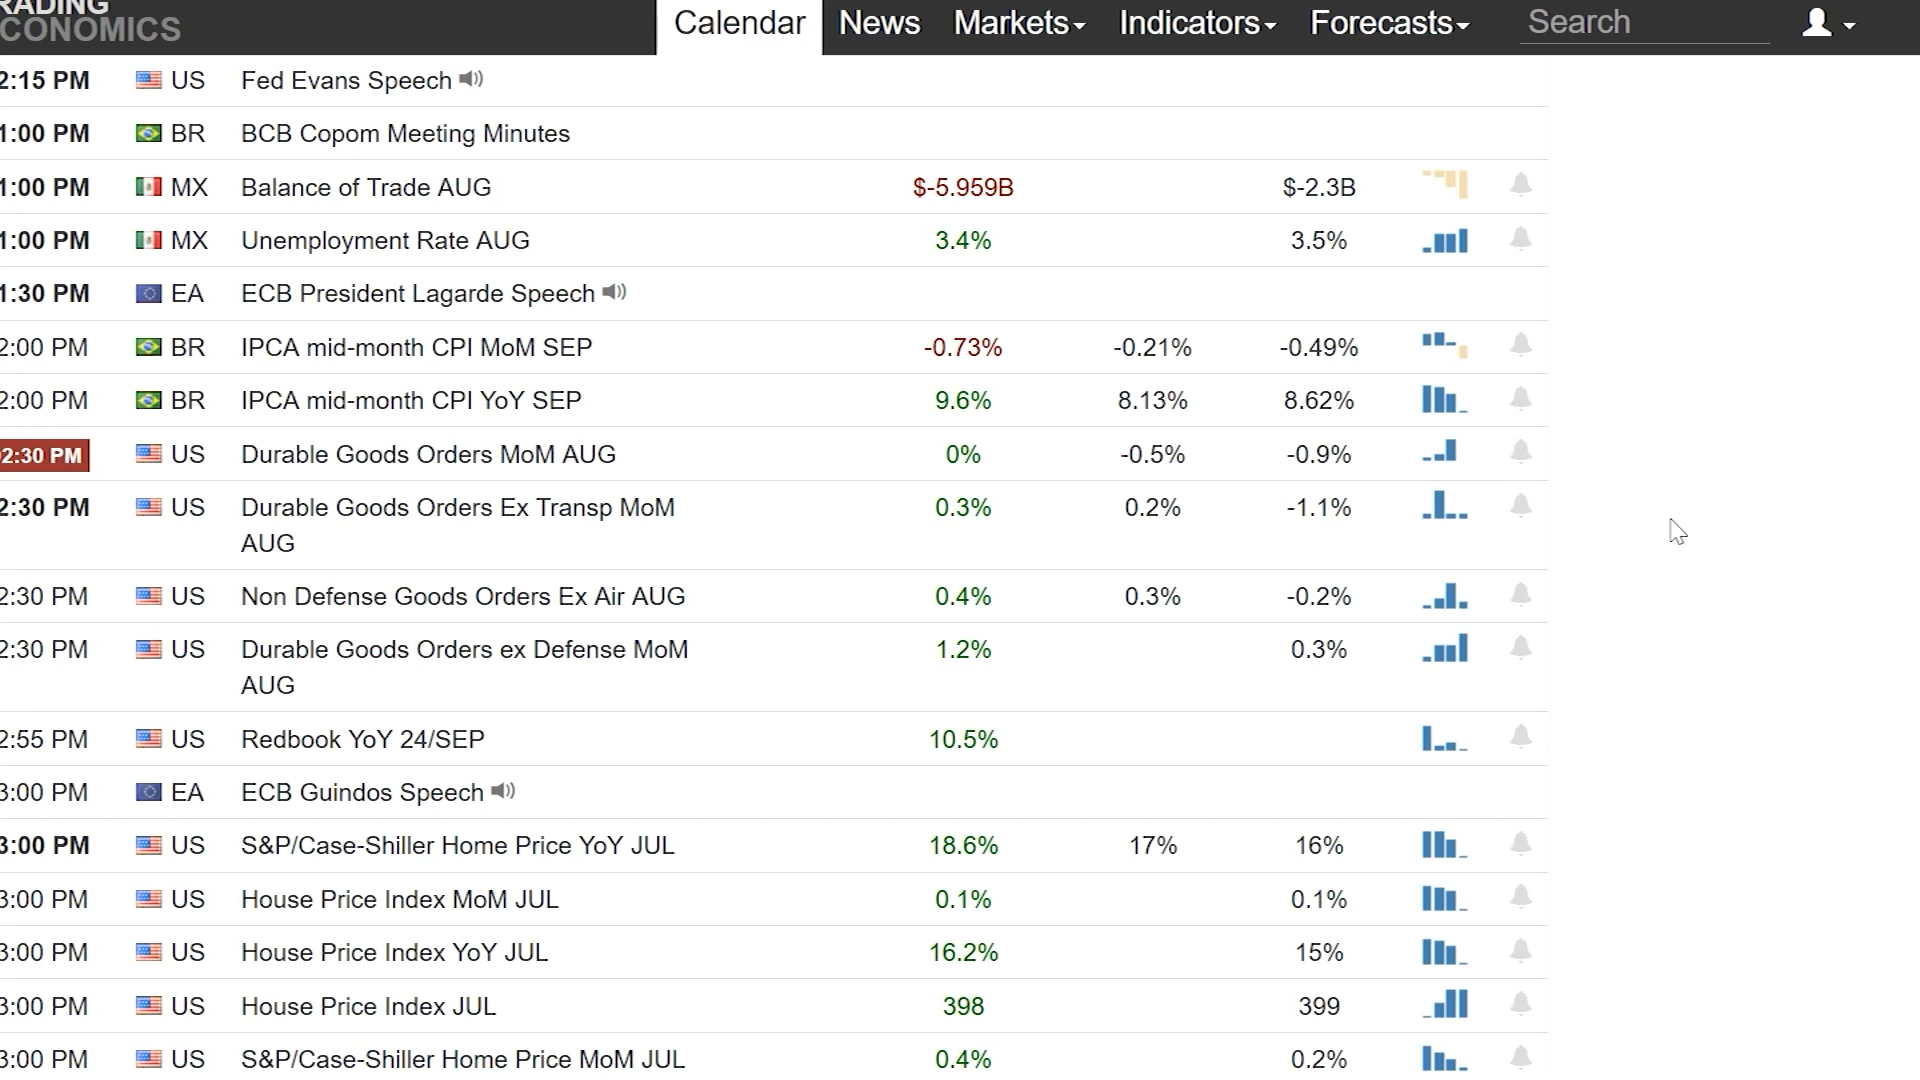 RADING
CONOMICS
Calendar News Markets Indicators Forecasts Search
2:15 PM US Fed Evans Speech
1:00 PM BR BCB Copom Meeting Minutes
1:00 PM MX Balance of Trade AUG $-5.959B $-2.3B
1:00 PM MX Unemployment Rate AUG 3.4% 3.5%
1:30 PM EA ECB President Lagarde Speech
2:00 PM BR IPCA mid-month CPI MoM SEP -0.73% -0.21% -0.49%
2:00 PM BR IPCA mid-month CPI YoY SEP 9.6% 8.13% 8.62%
02:30 PM US Durable Goods Orders MoM AUG 0% -0.5% -0.9%
2:30 PM US Durable Goods Orders Ex Transp MoM 0.3% 0.2% -1.1%
AUG
2:30 PM US Non Defense Goods Orders Ex Air AUG 0.4% 0.3% -0.2%
2:30 PM US Durable Goods Orders ex Defense MoM 1.2% 0.3%
AUG
2:55 PM US Redbook YoY 24/SEP 10.5%
3:00 PM EA ECB Guindos Speech
3:00 PM US S&P/Case-Shiller Home Price YoY JUL 18.6% 17% 16%
3:00 PM US House Price Index MoM JUL 0.1% 0.1%
3:00 PM US House Price Index YoY JUL 16.2% 15%
3:00 PM US House Price Index JUL 398 399
3:00 PM US S&P/Case-Shiller Home Price MoM JUL 0.4% 0.2%